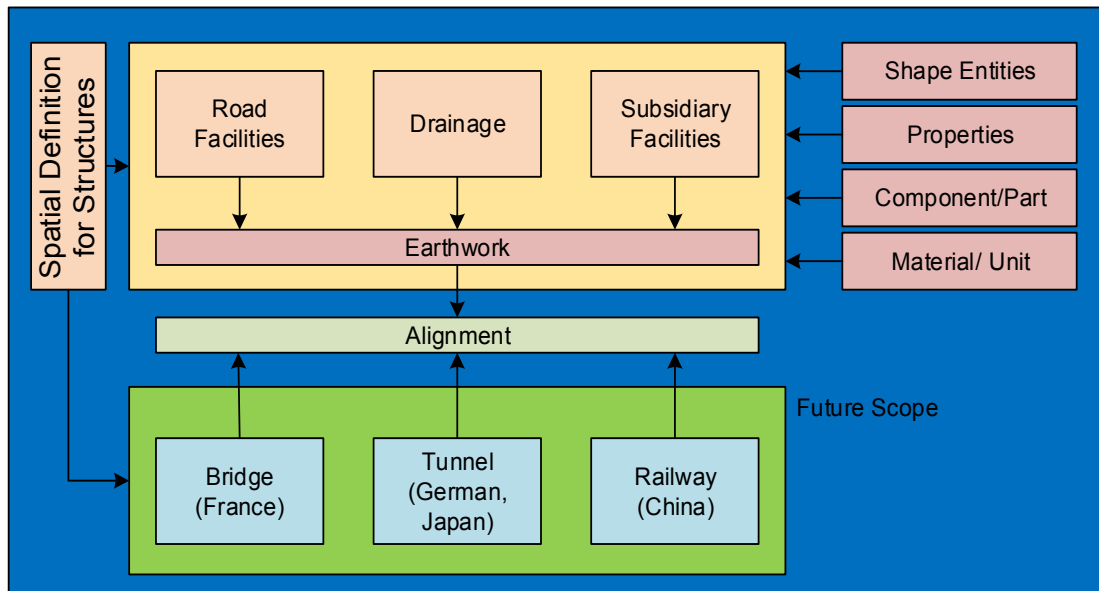 Spatial Definition
for Structures
Road
Facilities
Drainage
Subsidiary
Facilities
Earthwork
Alignment
Shape Entities
Properties
Component/Part
Material/ Unit
Future Scope
Bridge
(France)
Tunnel
(German,
Japan)
Railway
(China)